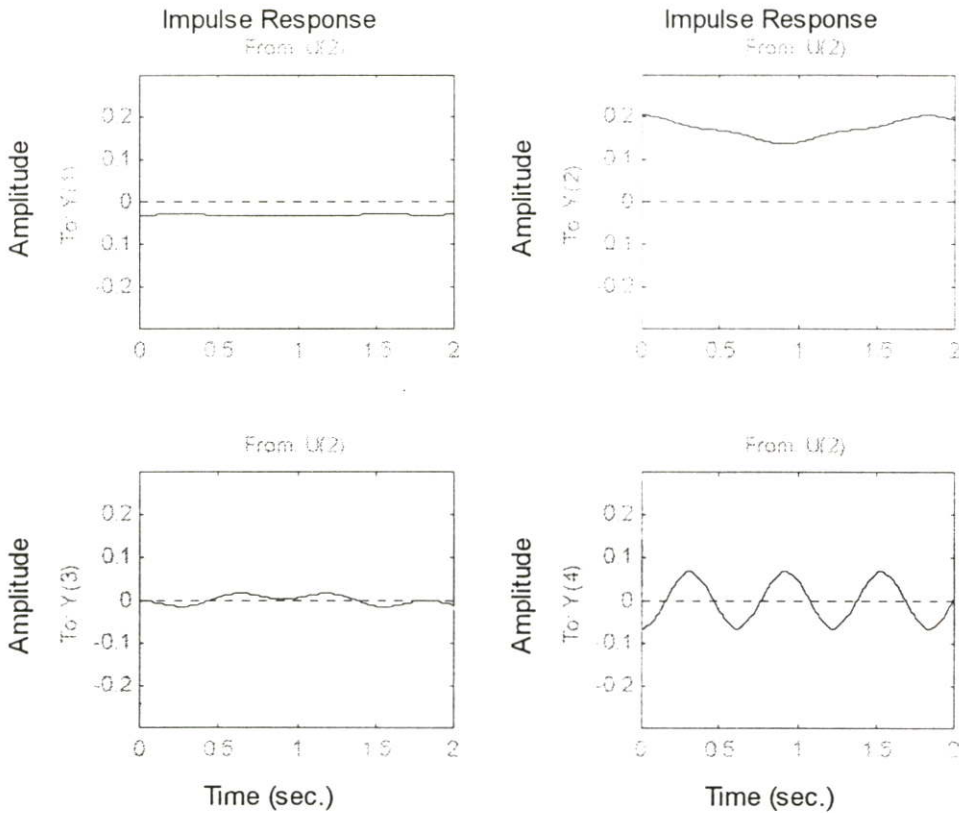 Impulse Response
From: U(2)
Amplitude
To: Y(1)
0.2
0.1
0
-0.1
-0.2
0
0.5
1
1.5
2
Impulse Response
From: U(2)
Amplitude
To: Y(2)
0.2
0.1
0
-0.1
-0.2
0
0.5
1
1.5
2
From: U(2)
Amplitude
To: Y(3)
0.2
0.1
0
-0.1
-0.2
0
0.5
1
1.5
2
Time (sec.)
From: U(2)
Amplitude
To: Y(4)
0.2
0.1
0
-0.1
-0.2
0
0.5
1
1.5
2
Time (sec.)